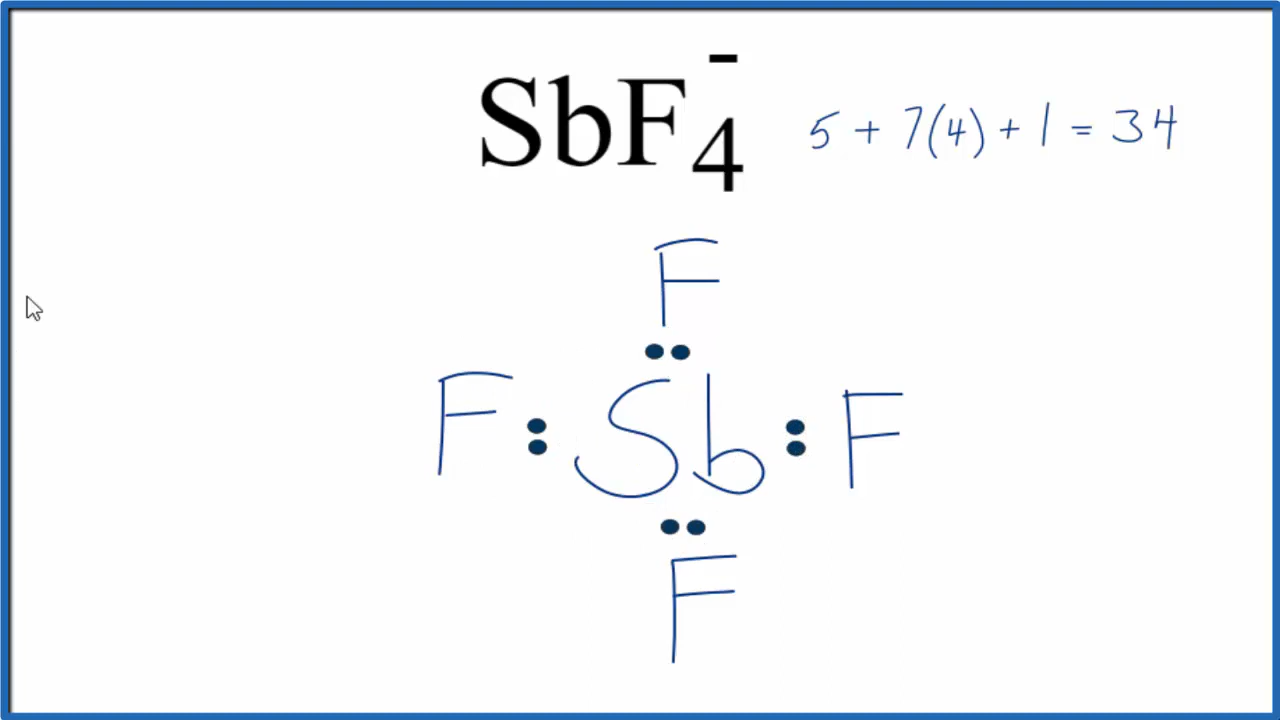 SbF4- 5 + 7(4) + 1 = 34
F
F : Sb : F
F